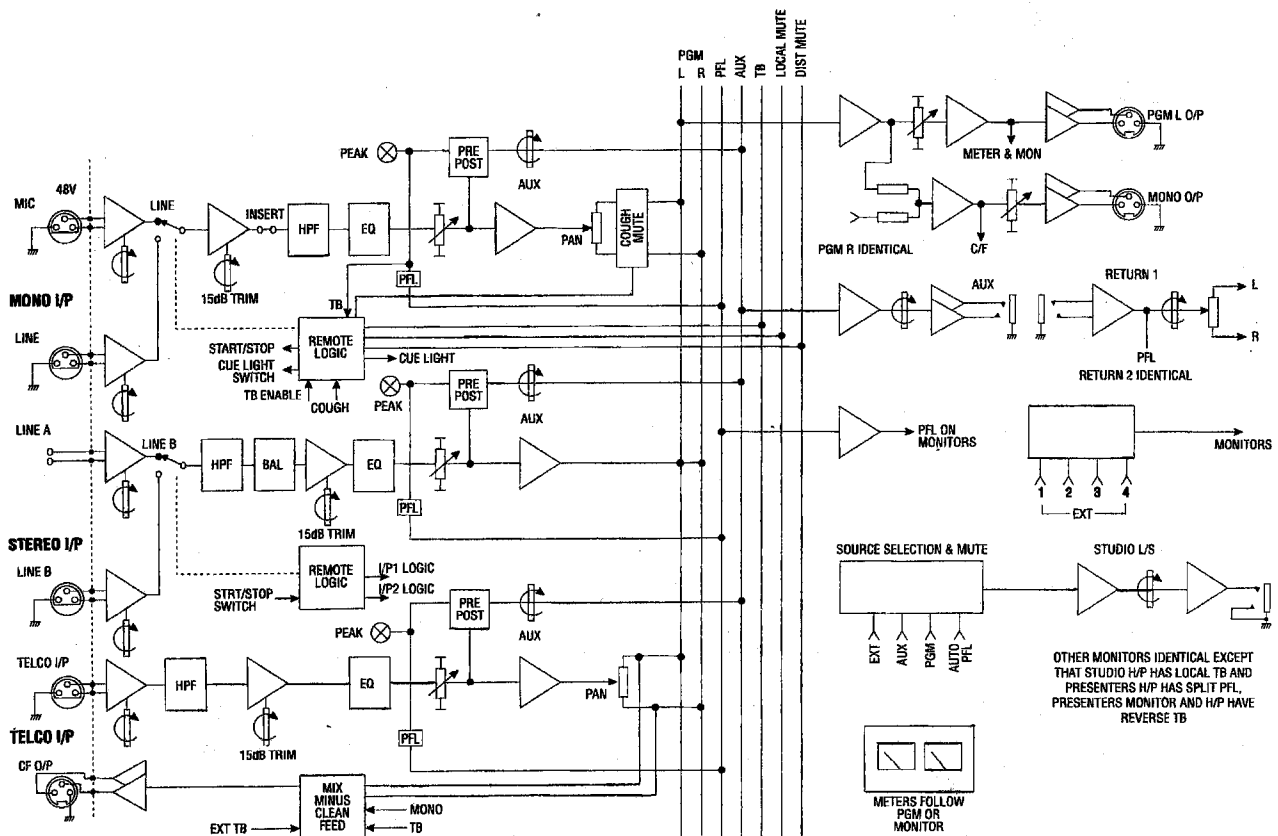 PGM
L
R
PFL
AUX
TB
LOCAL MUTE
DIST MUTE
MIC
48V
LINE
INSERT
HPF
EQ
PEAK
PRE
POST
AUX
15dB TRIM
PFL
PAN
COUGH
MUTE
MONO I/P
LINE
TB
REMOTE
LOGIC
START/STOP
CUE LIGHT
SWITCH
TB ENABLE
COUGH
CUE LIGHT
LINE A
LINE B
HPF
BAL
15dB TRIM
EQ
PEAK
PRE
POST
AUX
PFL
STEREO I/P
LINE B
REMOTE
LOGIC
I/P1 LOGIC
I/P2 LOGIC
STRT/STOP
SWITCH
TELCO I/P
HPF
15dB TRIM
EQ
PEAK
PRE
POST
AUX
PAN
PFL
TELCO I/P
CF O/P
MIX
MINUS
CLEAN
FEED
EXT TB
MONO
TB
PGM L O/P
METER & MON
MONO O/P
PGM R IDENTICAL
C/F
AUX
RETURN 1
L
R
PFL
RETURN 2 IDENTICAL
PFL ON
MONITORS
MONITORS
1
2
3
4
EXT
SOURCE SELECTION & MUTE
STUDIO L/S
EXT
AUX
PGM
AUTO
PFL
OTHER MONITORS IDENTICAL EXCEPT
THAT STUDIO H/P HAS LOCAL TB AND
PRESENTERS H/P HAS SPLIT PFL,
PRESENTERS MONITOR AND H/P HAVE
REVERSE TB
METERS FOLLOW
PGM OR
MONITOR